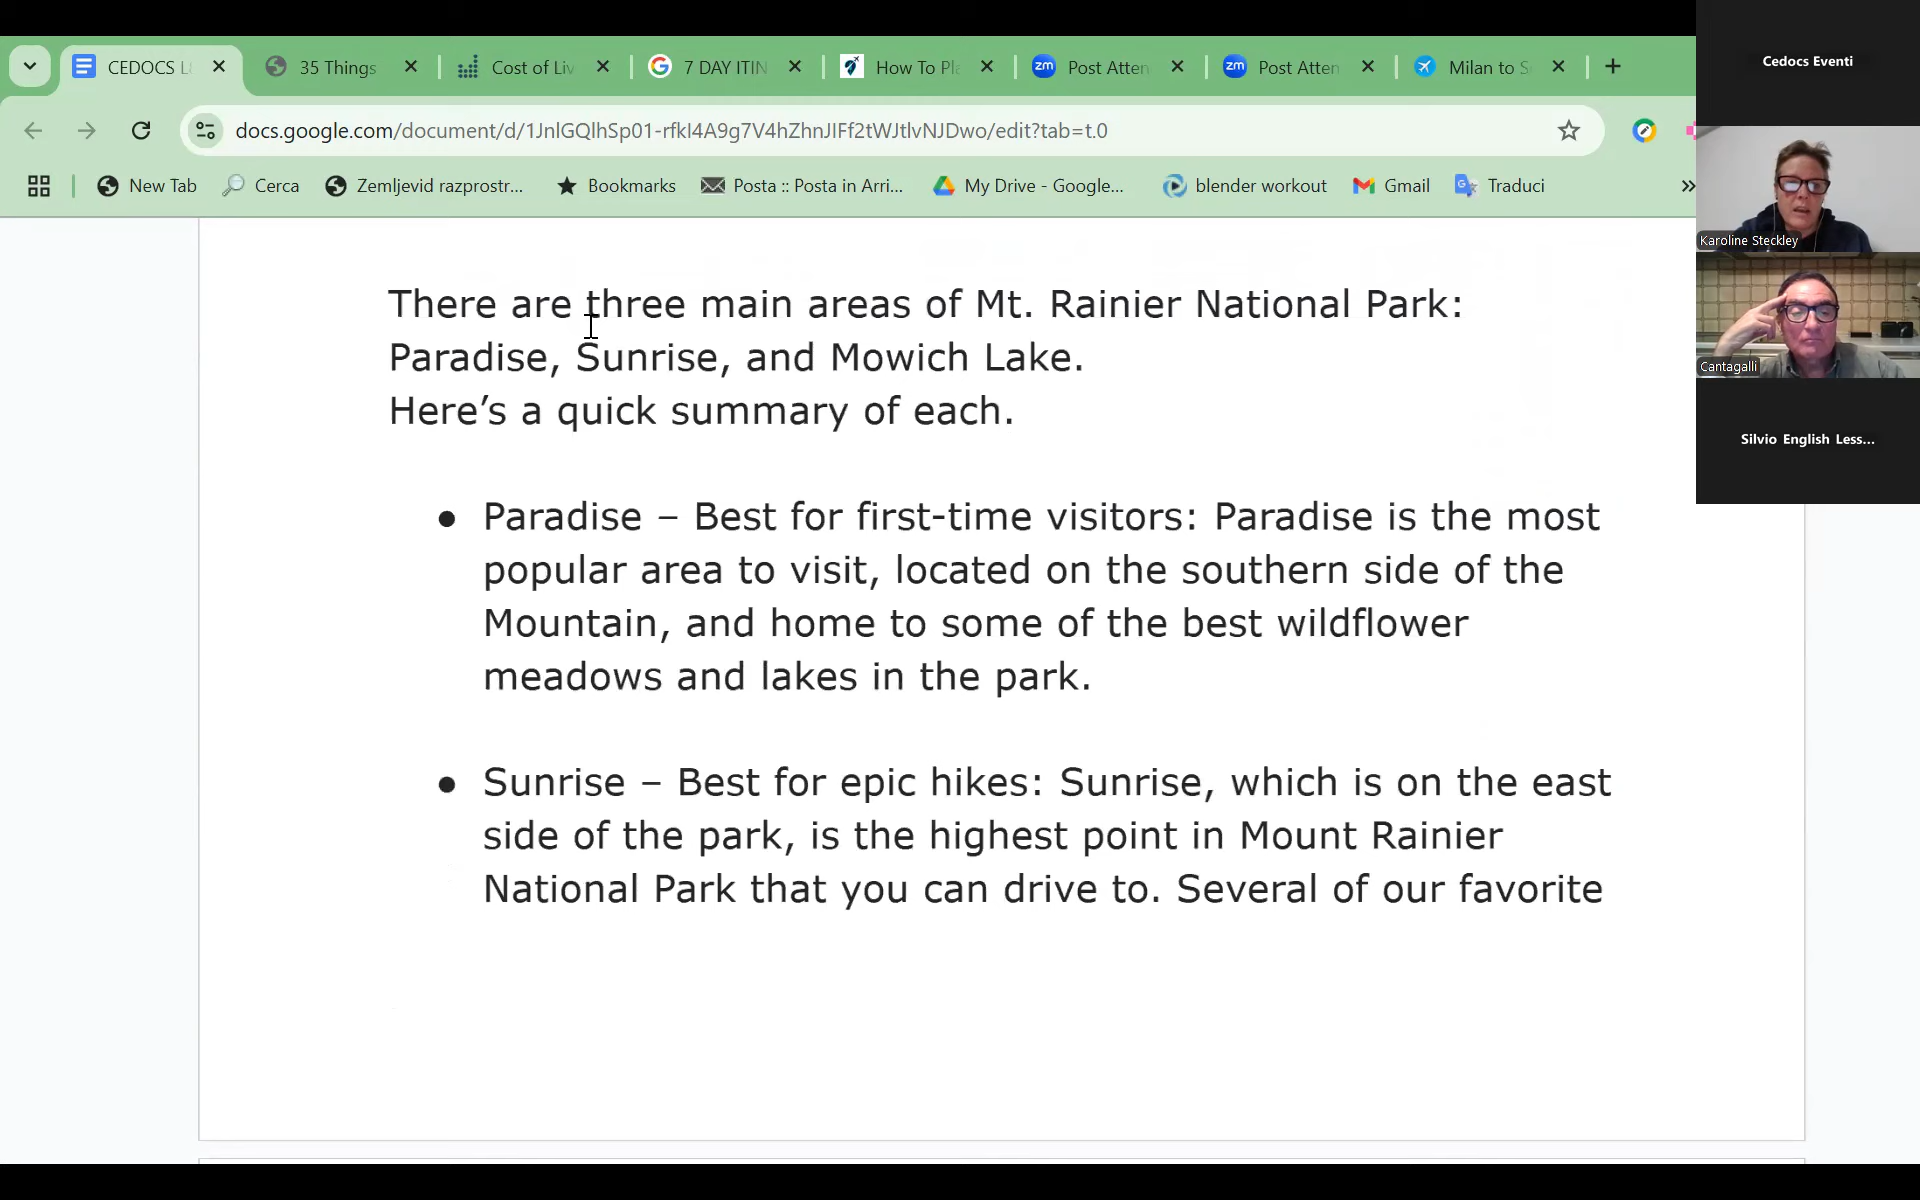 CEDOCS L
35 Things
Cost of Liv
7 DAY ITIN
How To Pla
Post Atten
Post Atten
Milan to S
docs.google.com/document/d/1JnlGQlhSp01-rfkI4A9g7V4hZhnJIFf2tWJtlvNJDwo/edit?tab=t.0
New Tab
Cerca
Zemljevid razprostr...
Bookmarks
Posta :: Posta in Arri...
My Drive - Google...
blender workout
Gmail
Traduci
There are three main areas of Mt. Rainier National Park:
Paradise, Sunrise, and Mowich Lake.
Here’s a quick summary of each.
● Paradise – Best for first-time visitors: Paradise is the most
popular area to visit, located on the southern side of the
Mountain, and home to some of the best wildflower
meadows and lakes in the park.
● Sunrise – Best for epic hikes: Sunrise, which is on the east
side of the park, is the highest point in Mount Rainier
National Park that you can drive to. Several of our favorite
Cedocs Eventi
Karoline Steckley
Cantagalli
Silvio English Less...